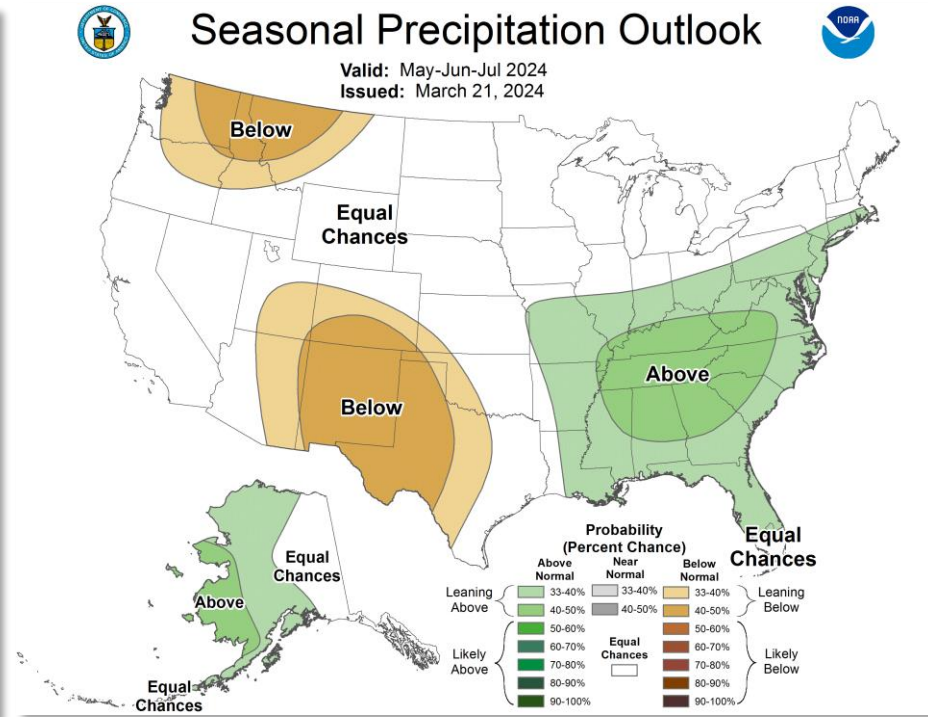 NOAA
Seasonal Precipitation Outlook
Valid: May-Jun-Jul 2024
Issued: March 21, 2024
Below
Equal
Chances
Above
Below
Equal
Chances
Equal
Chances
Above
Equal
Chances
Probability
(Percent Chance)
Above
Normal
Near
Normal
Below
Normal
Leaning
Above
33-40%
33-40%
33-40%
Leaning
Below
40-50%
40-50%
40-50%
Likely
Above
50-60%
60-70%
70-80%
80-90%
90-100%
Equal
Chances
50-60%
60-70%
70-80%
80-90%
90-100%
Likely
Below